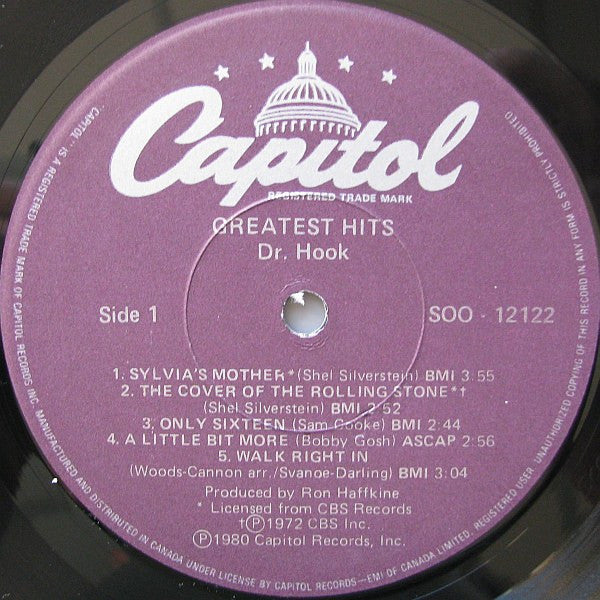 Capitol
REGISTERED TRADE MARK
GREATEST HITS
Dr. Hook
Side 1
SOO - 12122
1. SYLVIA'S MOTHER*(Shel Silverstein) BMI 3:55
2. THE COVER OF THE ROLLING STONE*†
(Shel Silverstein) BMI 2:52
3. ONLY SIXTEEN (Sam Cooke) BMI 2:44
4. A LITTLE BIT MORE (Bobby Gosh) ASCAP 2:56
5. WALK RIGHT IN
(Woods-Cannon arr./Svanoe-Darling) BMI 3:04
Produced by Ron Haffkine
* Licensed from CBS Records
†Ⓟ1972 CBS Inc.
Ⓟ1980 Capitol Records, Inc.
"CAPITOL" IS A REGISTERED TRADE MARK OF CAPITOL RECORDS INC. MANUFACTURED AND DISTRIBUTED IN CANADA UNDER LICENSE BY CAPITOL RECORDS—EMI OF CANADA LIMITED, REGISTERED USER. UNAUTHORIZED COPYING OF THIS RECORD IN ANY FORM IS STRICTLY PROHIBITED